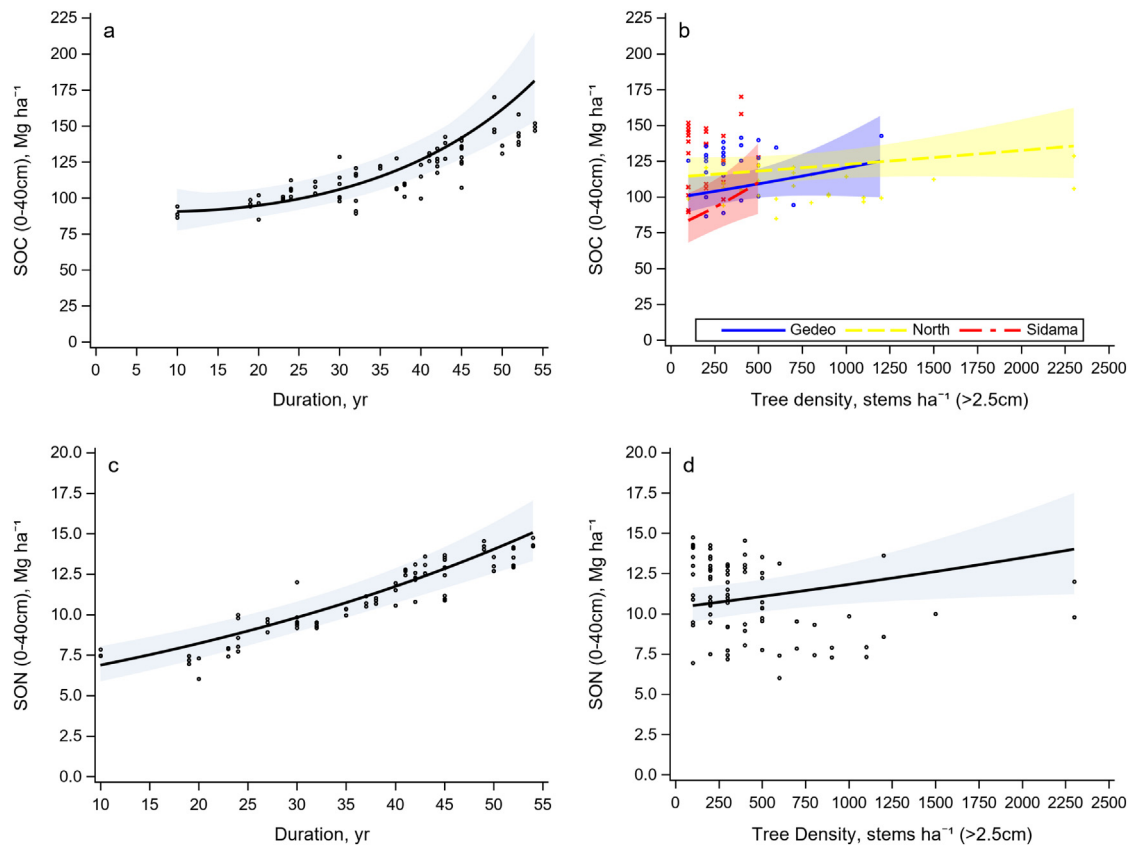 a
225
200
175
150
125
100
75
50
25
0
SOC (0-40cm), Mg ha⁻¹
0 5 10 15 20 25 30 35 40 45 50 55
Duration, yr
b
225
200
175
150
125
100
75
50
25
0
SOC (0-40cm), Mg ha⁻¹
Gedeo North Sidama
0 250 500 750 1000 1250 1500 1750 2000 2250 2500
Tree density, stems ha⁻¹ (>2.5cm)
c
20.0
17.5
15.0
12.5
10.0
7.5
5.0
2.5
0.0
SON (0-40cm), Mg ha⁻¹
10 15 20 25 30 35 40 45 50 55
Duration, yr
d
20.0
17.5
15.0
12.5
10.0
7.5
5.0
2.5
0.0
SON (0-40cm), Mg ha⁻¹
0 250 500 750 1000 1250 1500 1750 2000 2250 2500
Tree Density, stems ha⁻¹ (>2.5cm)